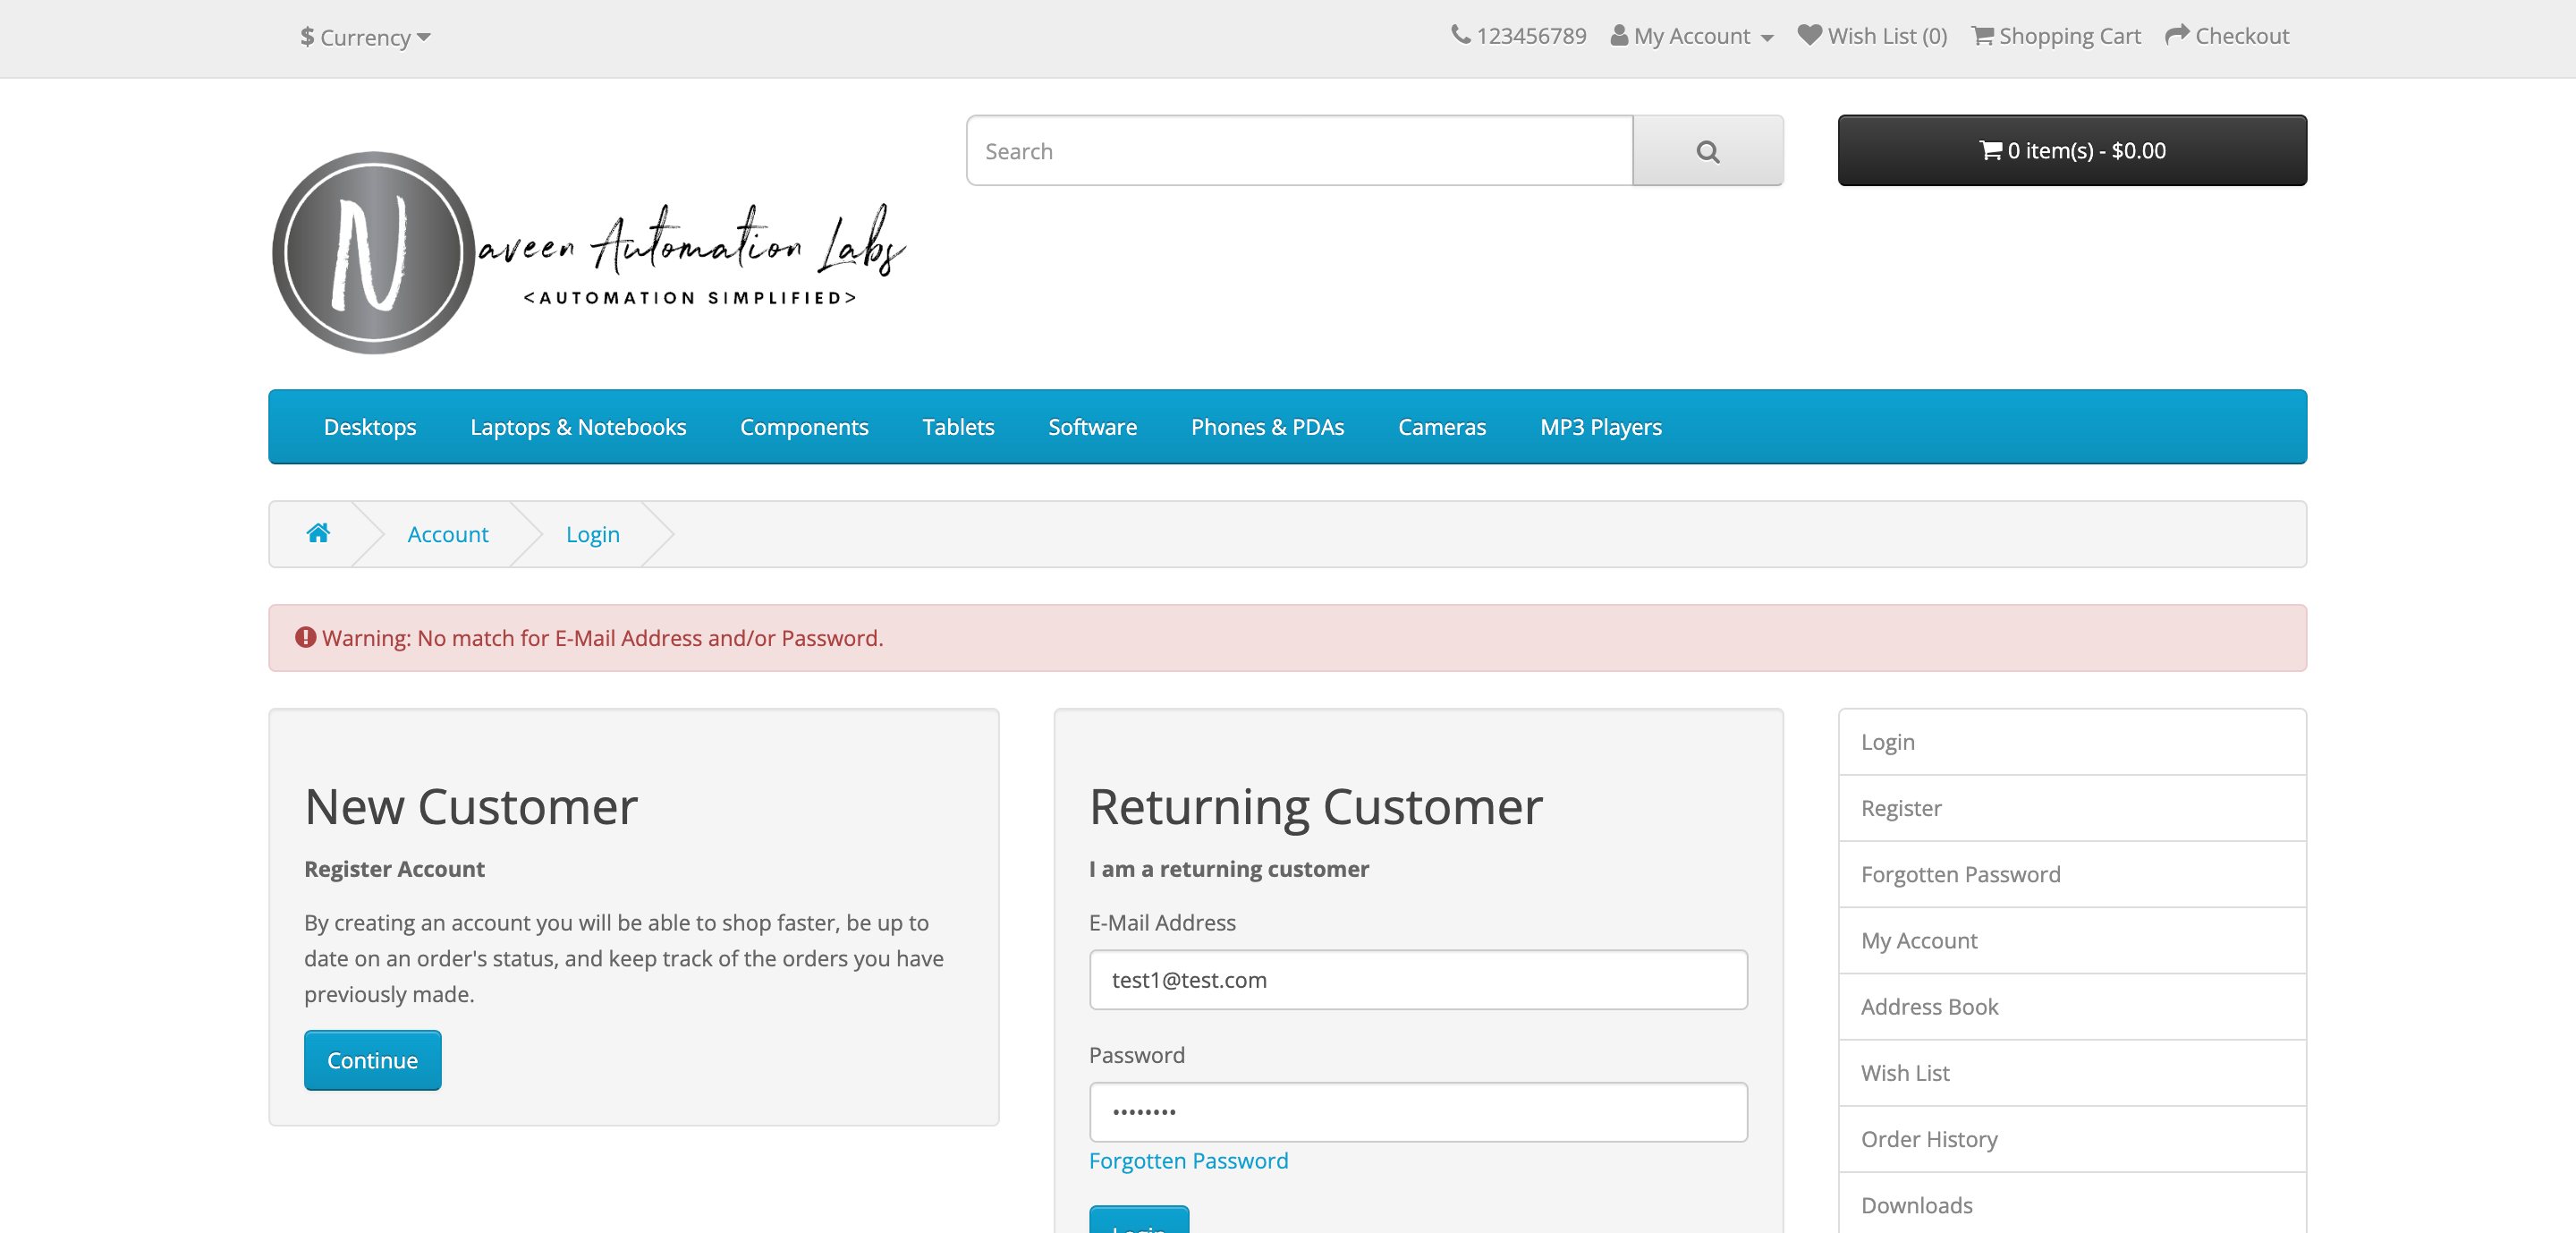 $ Currency
123456789 My Account Wish List (0) Shopping Cart Checkout
Search
0 item(s) - $0.00
Naveen Automation Labs
<AUTOMATION SIMPLIFIED>
Desktops Laptops & Notebooks Components Tablets Software Phones & PDAs Cameras MP3 Players
Account Login
Warning: No match for E-Mail Address and/or Password.
New Customer
Register Account
By creating an account you will be able to shop faster, be up to
date on an order's status, and keep track of the orders you have
previously made.
Continue
Returning Customer
I am a returning customer
E-Mail Address
test1@test.com
Password
••••••••
Forgotten Password
Login
Login
Register
Forgotten Password
My Account
Address Book
Wish List
Order History
Downloads